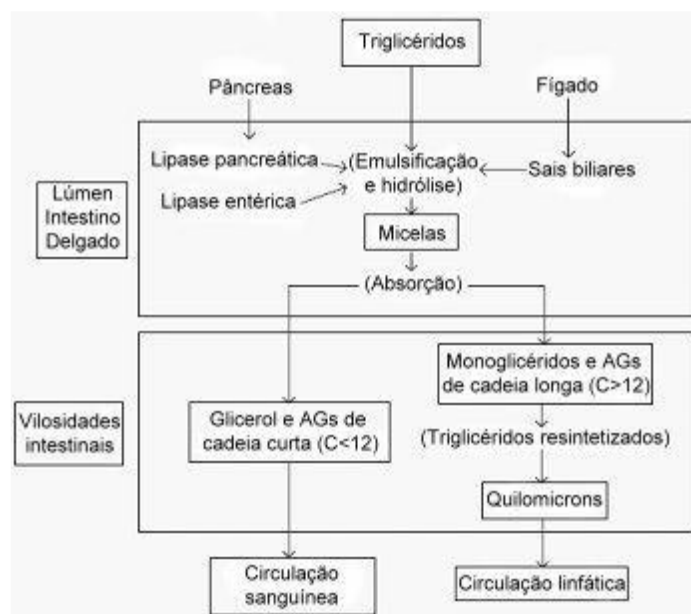 Triglicéridos
Pâncreas
Fígado
Lipase pancreática
(Emulsificação
e hidrólise)
Sais biliares
Lipase entérica
Lúmen
Intestino
Delgado
Micelas
(Absorção)
Monoglicéridos e AGs
de cadeia longa (C>12)
Vilosidades
intestinais
Glicerol e AGs de
cadeia curta (C<12)
(Triglicéridos resintetizados)
Quilomicrons
Circulação
sanguínea
Circulação linfática